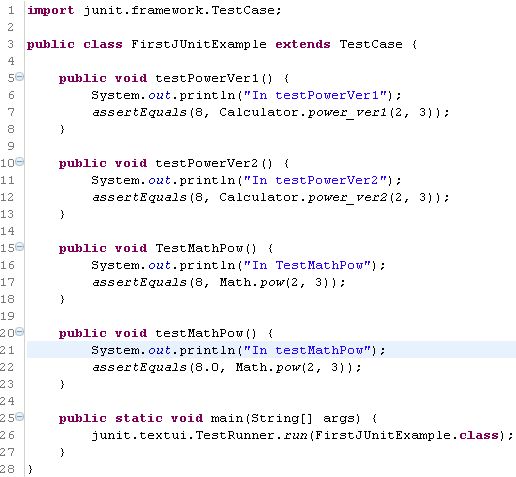 1 import junit.framework.TestCase;
2
3 public class FirstJUnitExample extends TestCase {
4
5 public void testPowerVer1() {
6 System.out.println("In testPowerVer1");
7 assertEquals(8, Calculator.power_ver1(2, 3));
8 }
9
10 public void testPowerVer2() {
11 System.out.println("In testPowerVer2");
12 assertEquals(8, Calculator.power_ver2(2, 3));
13 }
14
15 public void TestMathPow() {
16 System.out.println("In TestMathPow");
17 assertEquals(8, Math.pow(2, 3));
18 }
19
20 public void testMathPow() {
21 System.out.println("In testMathPow");
22 assertEquals(8.0, Math.pow(2, 3));
23 }
24
25 public static void main(String[] args) {
26 junit.textui.TestRunner.run(FirstJUnitExample.class);
27 }
28 }